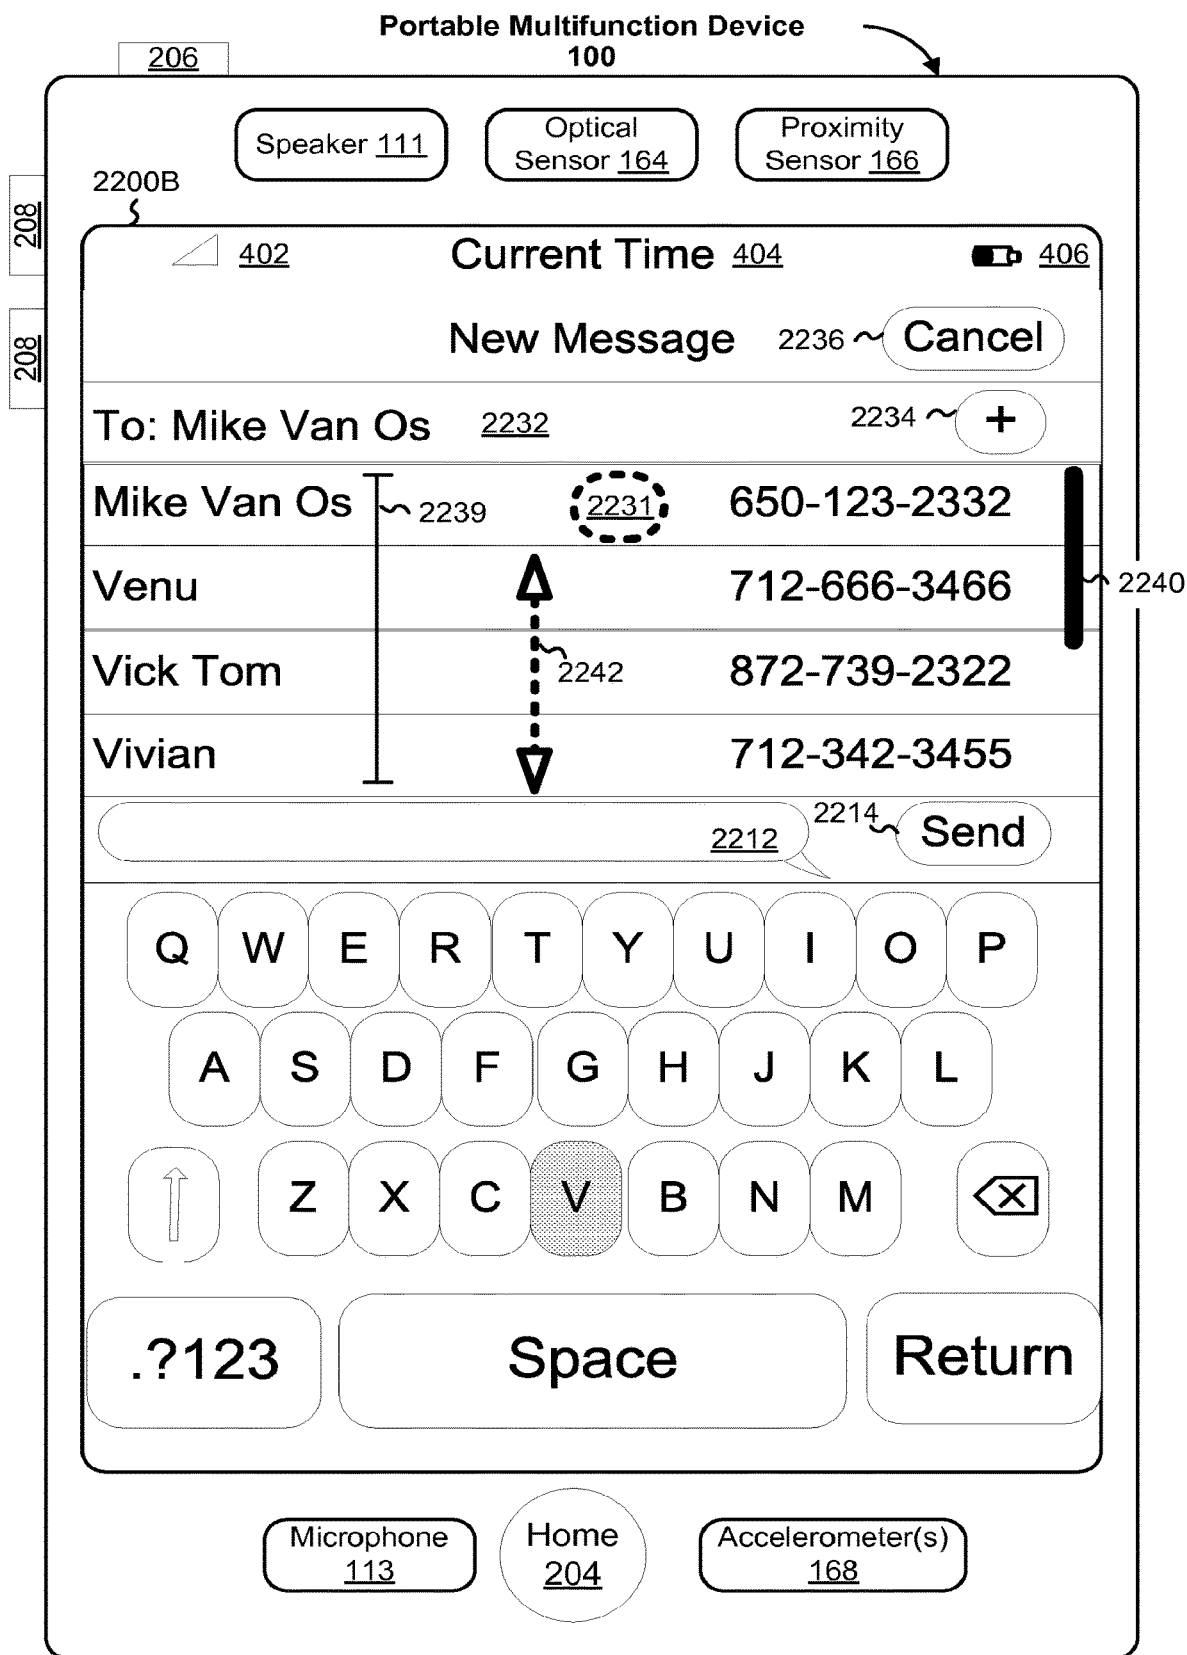 Portable Multifunction Device
100
206
Speaker 111
Optical
Sensor 164
Proximity
Sensor 166
2200B
208
208
402 Current Time 404 406
New Message 2236 Cancel
To: Mike Van Os 2232 2234 +
Mike Van Os 2239 2231 650-123-2332
Venu 712-666-3466 2240
Vick Tom 2242 872-739-2322
Vivian 712-342-3455
2212 2214 Send
Q W E R T Y U I O P
A S D F G H J K L
Z X C V B N M
.?123 Space Return
Microphone
113
Home
204
Accelerometer(s)
168